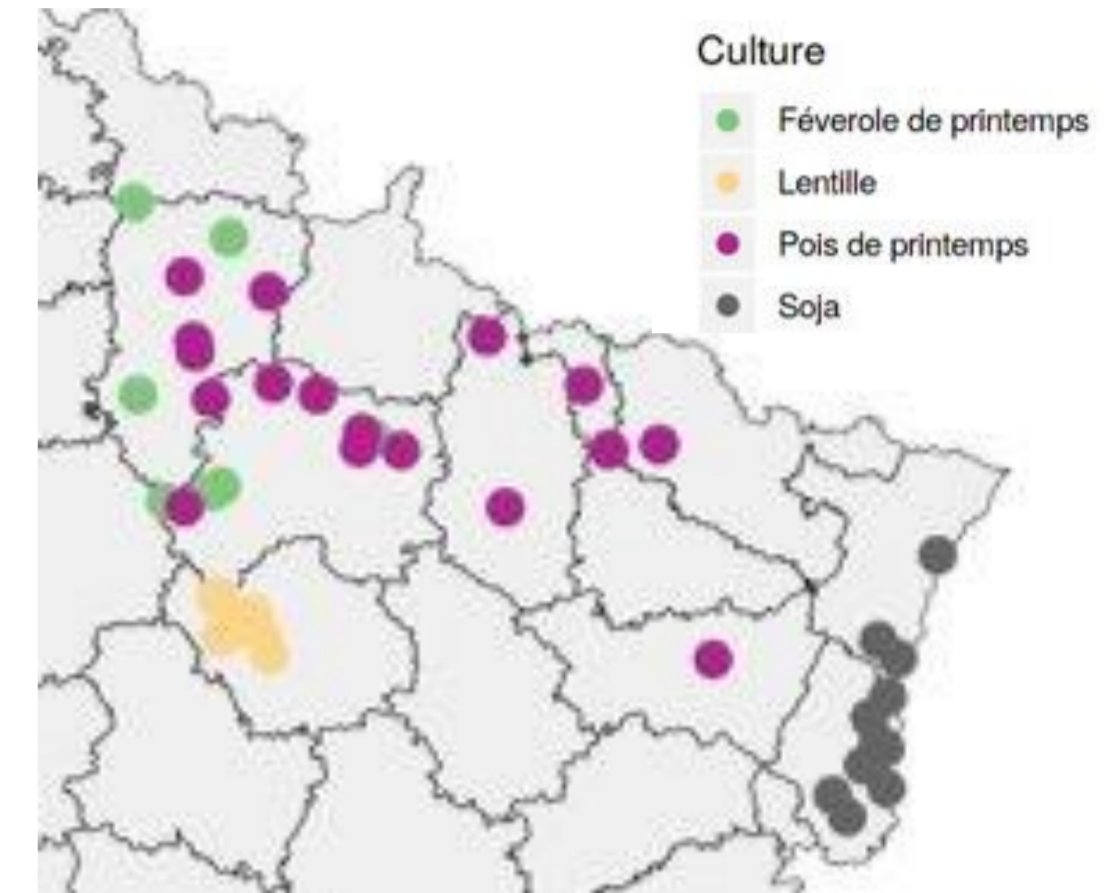 Culture
Féverole de printemps
Lentille
Pois de printemps
Soja